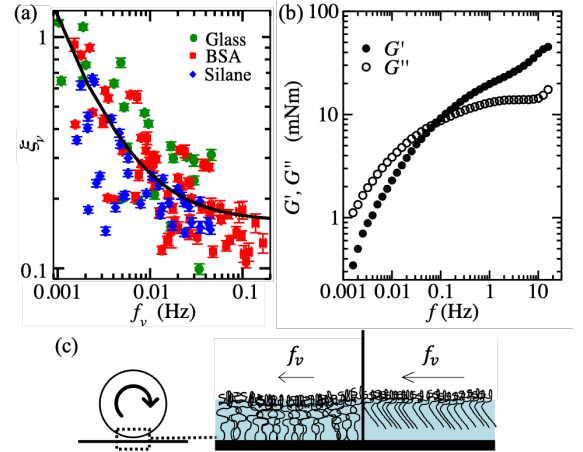 (a)
1
Glass
BSA
Silane
ξᵥ
0.1
0.001
0.01
0.1
fᵥ (Hz)
(b)
100
G', G'' (mNm)
G'
G''
10
1
0.001
0.01
0.1
1
10
f (Hz)
(c)
fᵥ
fᵥ